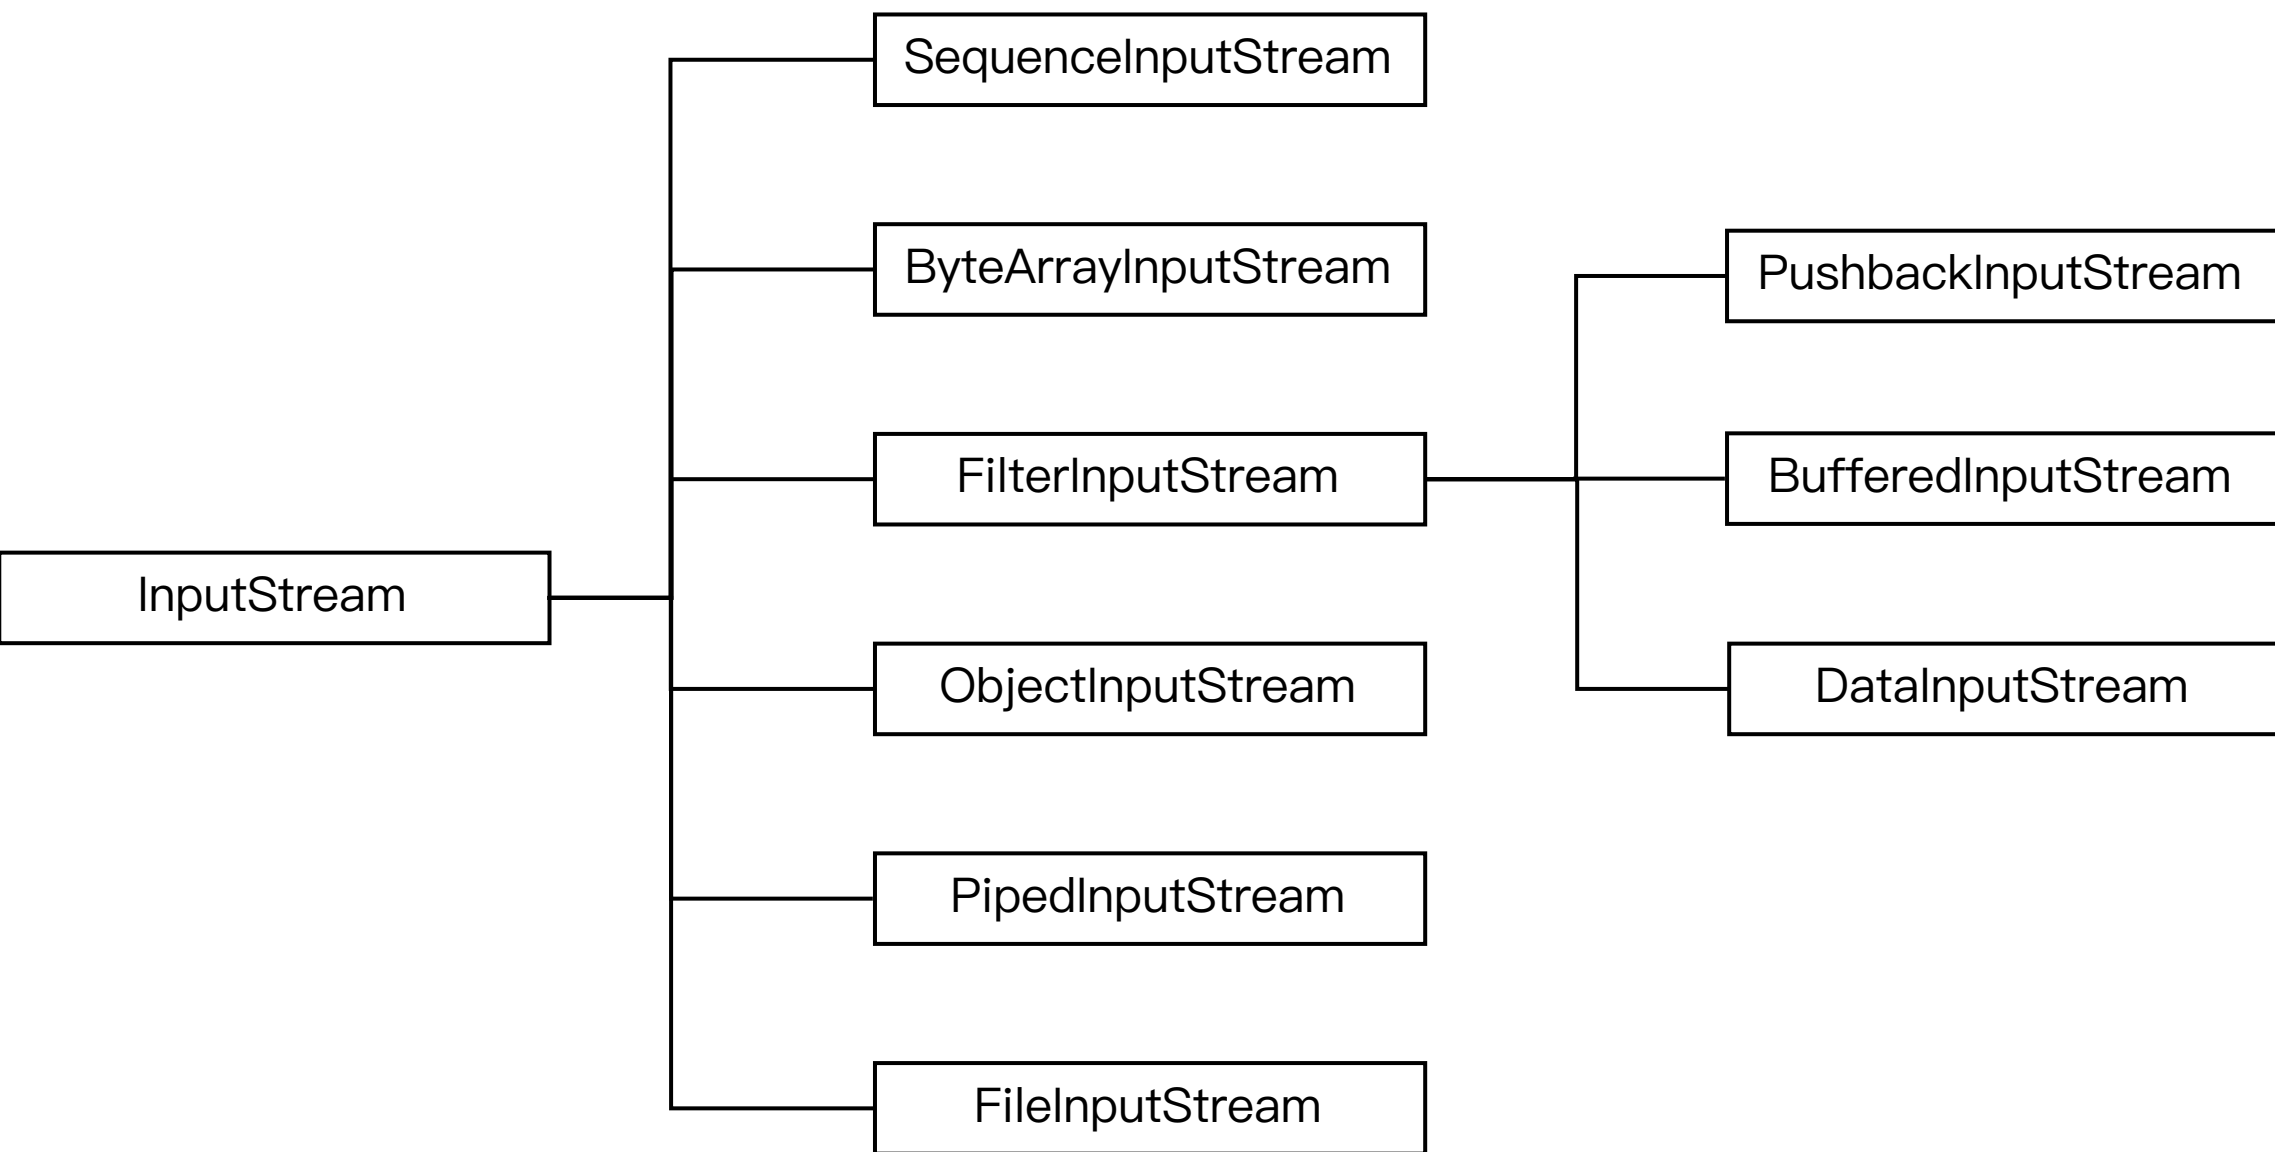 SequenceInputStream
ByteArrayInputStream
PushbackInputStream
FilterInputStream
BufferedInputStream
InputStream
ObjectInputStream
DataInputStream
PipedInputStream
FileInputStream